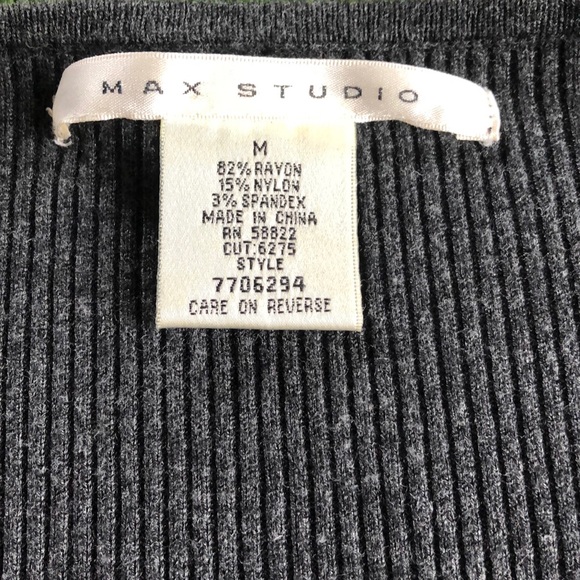 MAX STUDIO
M
82% RAYON
15% NYLON
3% SPANDEX
MADE IN CHINA
RN 58822
CUT:6275
STYLE
7706294
CARE ON REVERSE